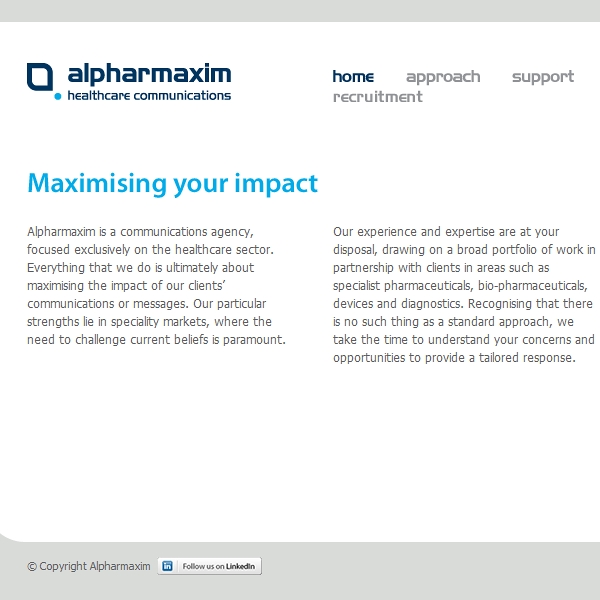 alpharmaxim
healthcare communications
home approach support
recruitment
Maximising your impact
Alpharmaxim is a communications agency,
focused exclusively on the healthcare sector.
Everything that we do is ultimately about
maximising the impact of our clients’
communications or messages. Our particular
strengths lie in speciality markets, where the
need to challenge current beliefs is paramount.
Our experience and expertise are at your
disposal, drawing on a broad portfolio of work in
partnership with clients in areas such as
specialist pharmaceuticals, bio-pharmaceuticals,
devices and diagnostics. Recognising that there
is no such thing as a standard approach, we
take the time to understand your concerns and
opportunities to provide a tailored response.
© Copyright Alpharmaxim
in Follow us on LinkedIn